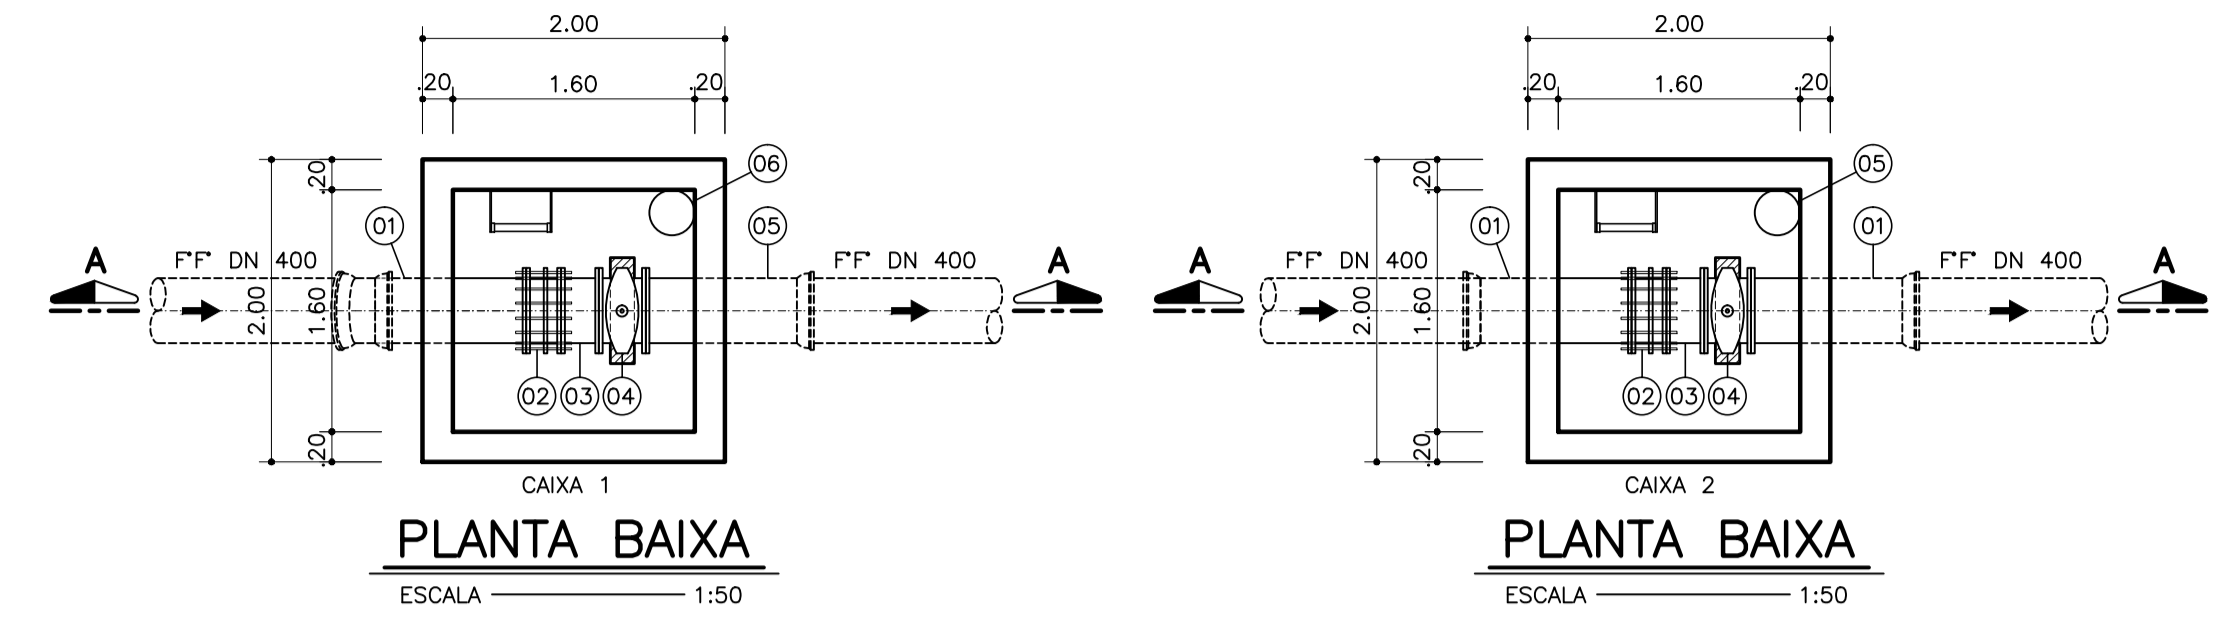 2.00
.20 1.60 .20
.20
06
01
05
A
F°F° DN 400
F°F° DN 400
A
2.00
1.60
02 03 04
.20
CAIXA 1
PLANTA BAIXA
ESCALA 1:50
2.00
.20 1.60 .20
.20
05
01
01
A
F°F° DN 400
F°F° DN 400
A
2.00
1.60
02 03 04
.20
CAIXA 2
PLANTA BAIXA
ESCALA 1:50